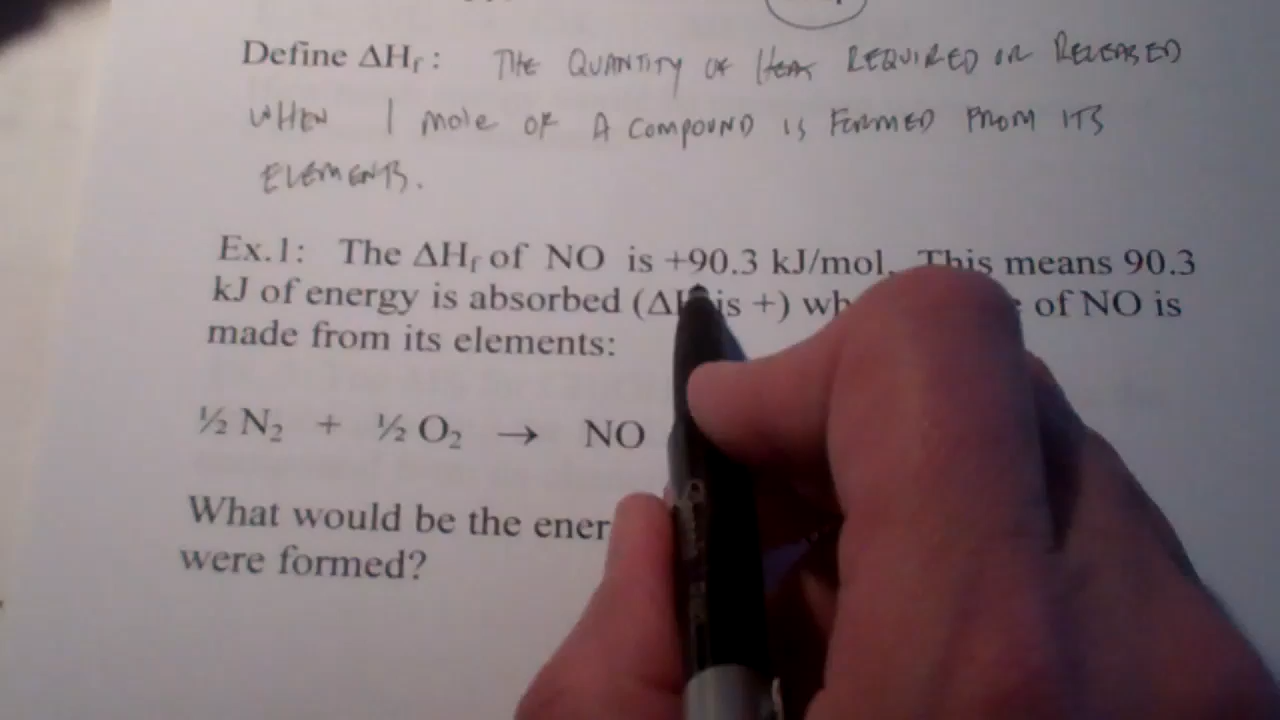 Define ΔHf: THE QUANTITY OF HEAT REQUIRED OR RELEASED
WHEN 1 mole OF A COMPOUND IS FORMED FROM ITS
ELEMENTS.
Ex.1: The ΔHf of NO is +90.3 kJ/mol. This means 90.3
kJ of energy is absorbed (ΔH is +) of NO is
made from its elements:
½ N₂ + ½ O₂ → NO
What would be the
were formed?